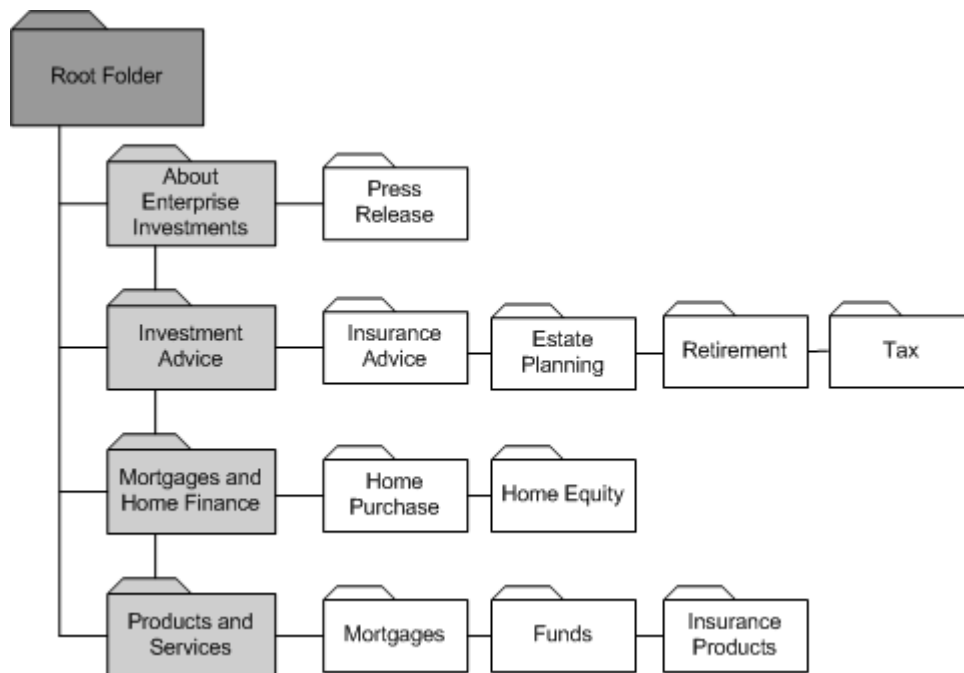 Root Folder
About
Enterprise
Investments
Press
Release
Investment
Advice
Insurance
Advice
Estate
Planning
Retirement
Tax
Mortgages and
Home Finance
Home
Purchase
Home Equity
Products and
Services
Mortgages
Funds
Insurance
Products